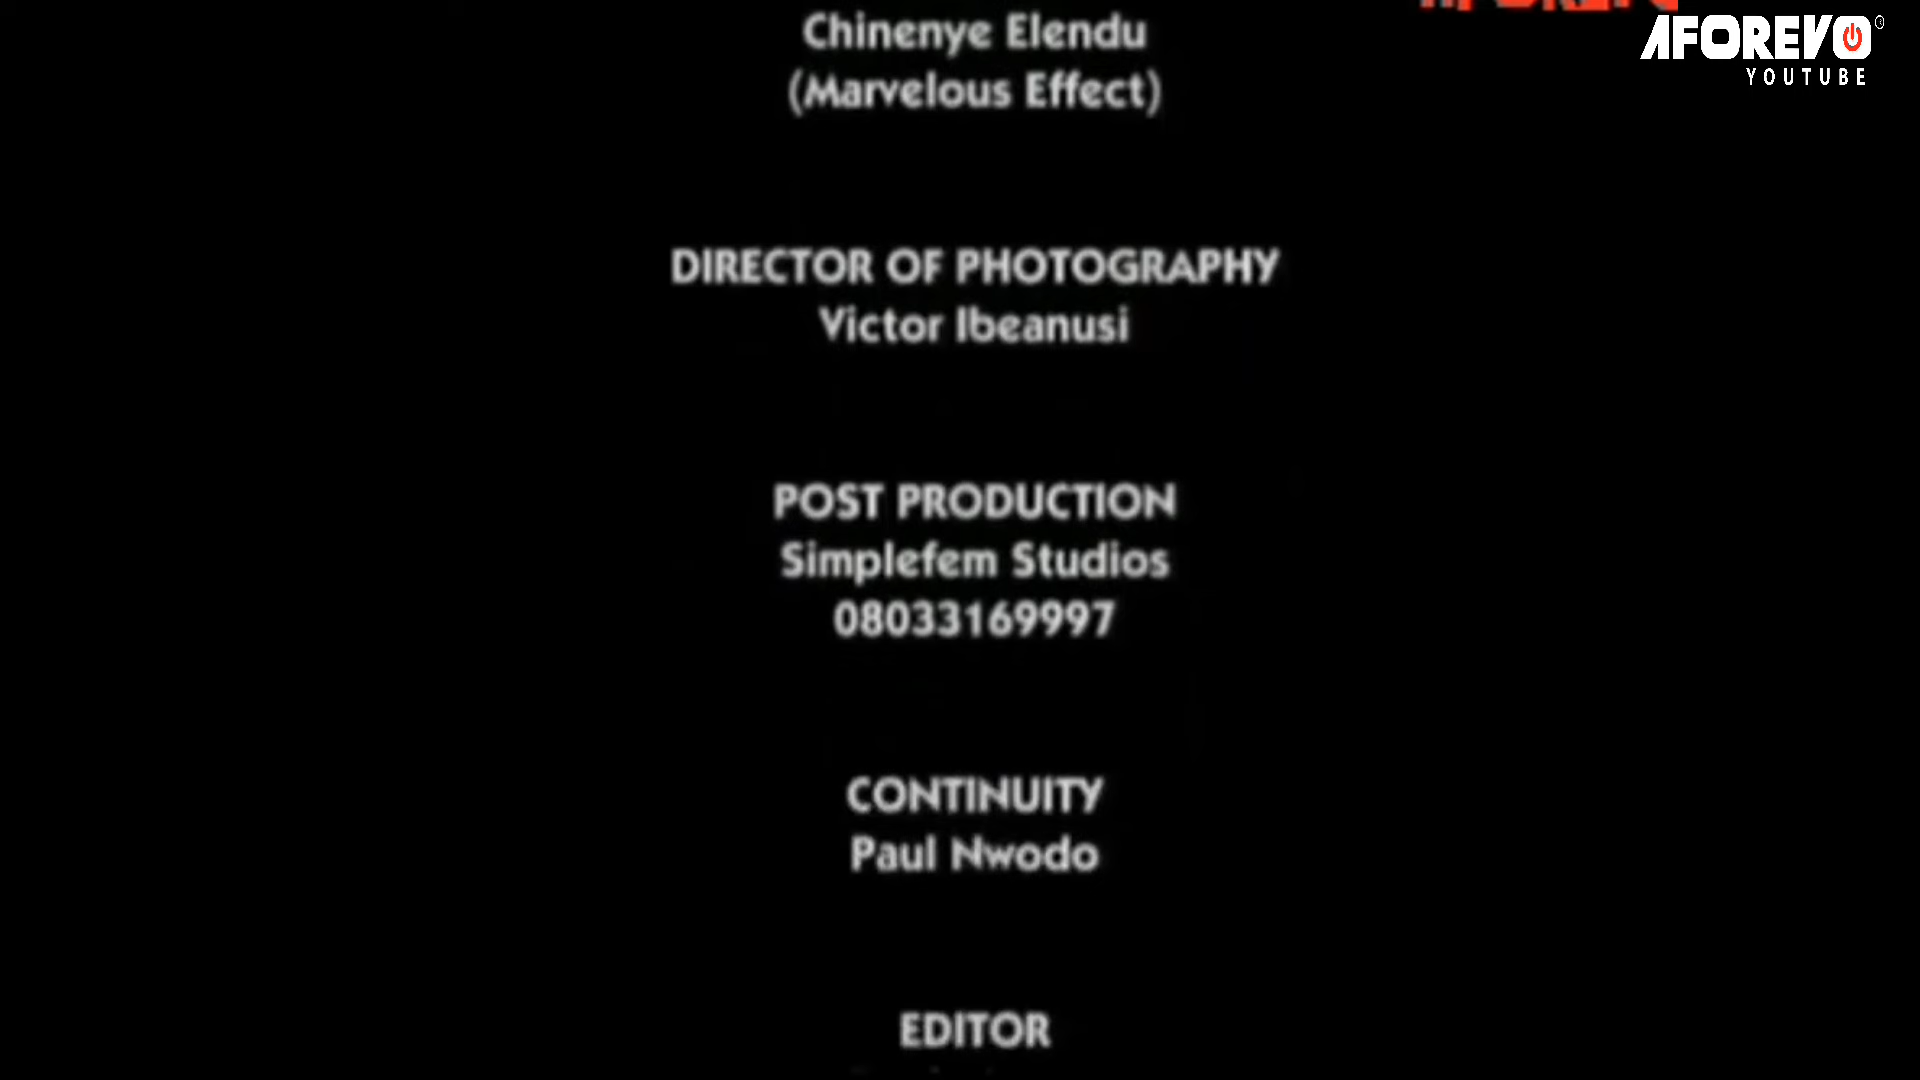 AFOREVO
YOUTUBE
Chinenye Elendu
(Marvelous Effect)
DIRECTOR OF PHOTOGRAPHY
Victor Ibeanusi
POST PRODUCTION
Simplefem Studios
08033169997
CONTINUITY
Paul Nwodo
EDITOR